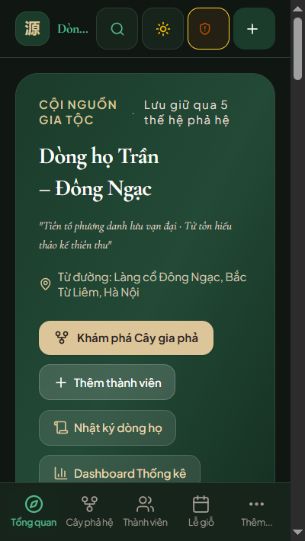 源 Dòn...
CỘI NGUỒN · Lưu giữ qua 5
GIA TỘC thế hệ phả hệ
Dòng họ Trần
– Đông Ngạc
"Tiên tổ phương danh lưu vạn đại · Tử tôn hiếu
thảo kế thiên thu"
Từ đường: Làng cổ Đông Ngạc, Bắc
Từ Liêm, Hà Nội
Khám phá Cây gia phả
Thêm thành viên
Nhật ký dòng họ
Dashboard Thống kê
Tổng quan Cây phả hệ Thành viên Lễ giỗ Thêm...